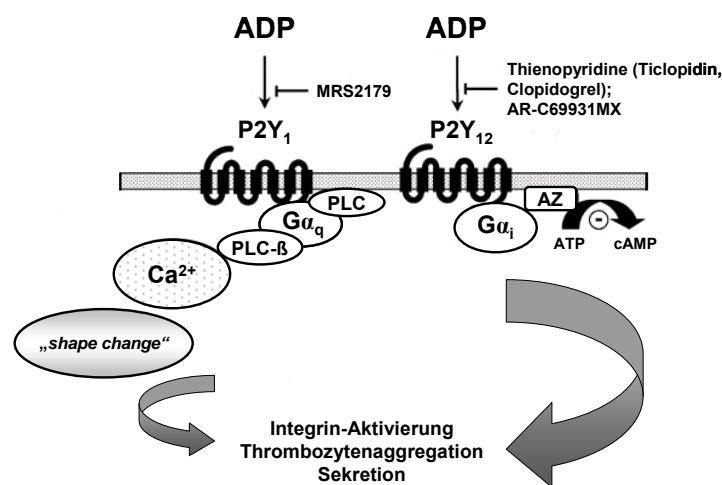 ADP
ADP
MRS2179
Thienopyridine (Ticlopidin,
Clopidogrel);
AR-C69931MX
P2Y1
P2Y12
PLC
AZ
Gαq
Gαi
PLC-ß
ATP
-
cAMP
Ca2+
„shape change“
Integrin-Aktivierung
Thrombozytenaggregation
Sekretion